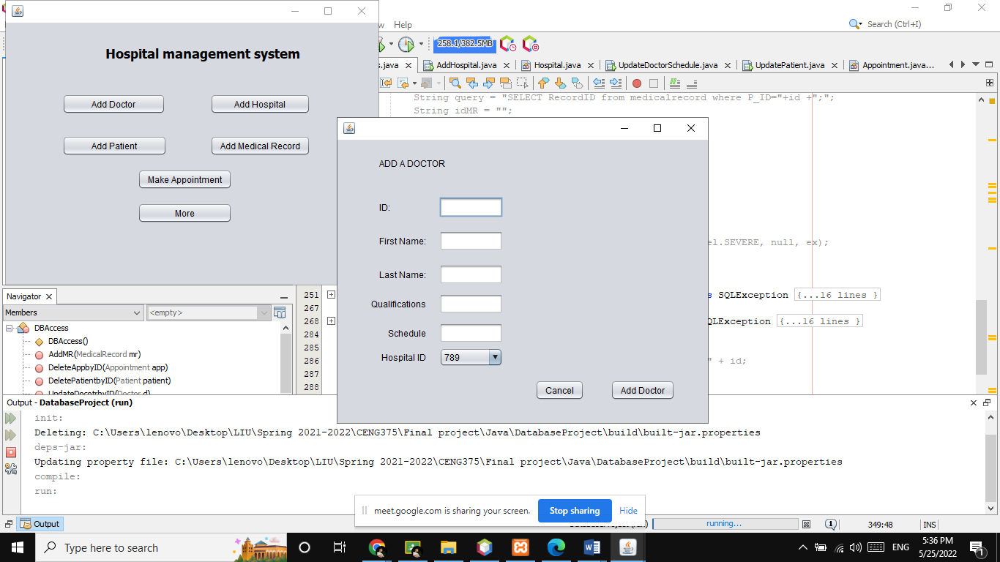 w Help
Search (Ctrl+I)
258.1/382.5MB
s.java
AddHospital.java
Hospital.java
UpdateDoctorSchedule.java
UpdatePatient.java
Appointment.java...
Hospital management system
Add Doctor
Add Hospital
Add Patient
Add Medical Record
Make Appointment
More
String query = "SELECT RecordID from medicalrecord where P_ID="+id +";";
String idMR = "";
ADD A DOCTOR
ID:
First Name:
Last Name:
Qualifications
Schedule
Hospital ID
789
Cancel
Add Doctor
el.SEVERE, null, ex);
251
s SQLException {...16 lines }
267
268
QLException {...16 lines }
284
285
286
" + id;
287
288
Navigator
Members
<empty>
DBAccess
DBAccess()
AddMR(MedicalRecord mr)
DeleteAppbyID(Appointment app)
DeletePatientbyID(Patient patient)
UpdateDocotrbyID(Doctor d)
Output - DatabaseProject (run)
init:
Deleting: C:\Users\lenovo\Desktop\LIU\Spring 2021-2022\CENG375\Final project\Java\DatabaseProject\build\built-jar.properties
deps-jar:
Updating property file: C:\Users\lenovo\Desktop\LIU\Spring 2021-2022\CENG375\Final project\Java\DatabaseProject\build\built-jar.properties
compile:
run:
meet.google.com is sharing your screen.
Stop sharing
Hide
Output
DatabaseProject (run)
running...
1
349:48
INS
Type here to search
ENG
5:36 PM
5/25/2022
1